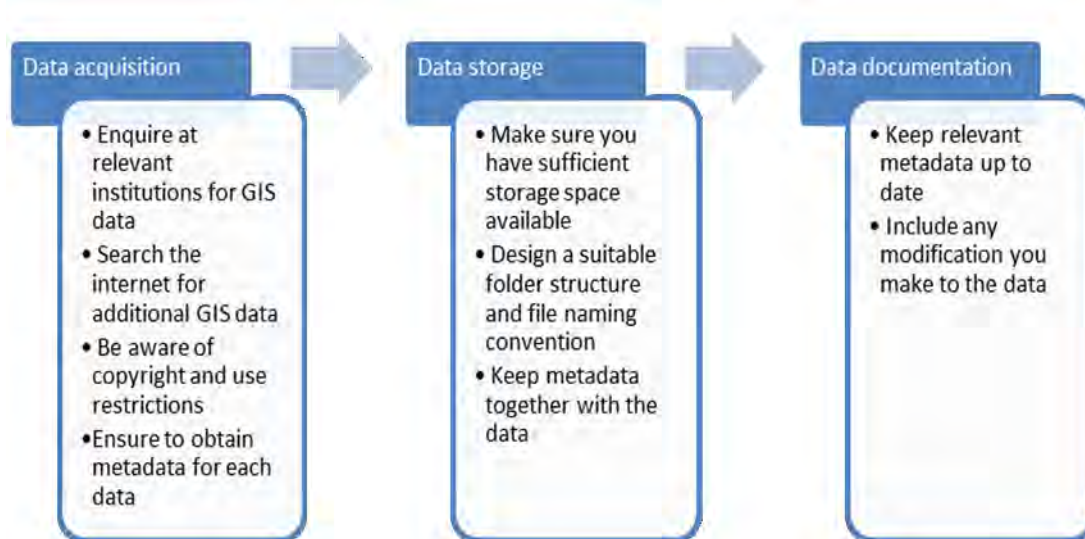 Data acquisition
• Enquire at
relevant
institutions for GIS
data
• Search the
internet for
additional GIS data
• Be aware of
copyright and use
restrictions
•Ensure to obtain
metadata for each
data
Data storage
• Make sure you
have sufficient
storage space
available
• Design a suitable
folder structure
and file naming
convention
• Keep metadata
together with the
data
Data documentation
• Keep relevant
metadata up to
date
• Include any
modification you
make to the data